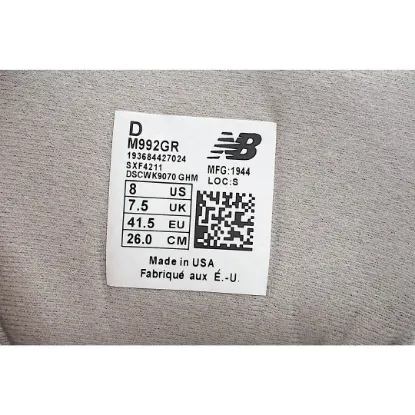 D
M992GR
193684427024
SXF4211
DSCWK9070 GHM
NB
MFG:1944
LOC:S
8 US
7.5 UK
41.5 EU
26.0 CM
Made in USA
Fabriqué aux É.-U.